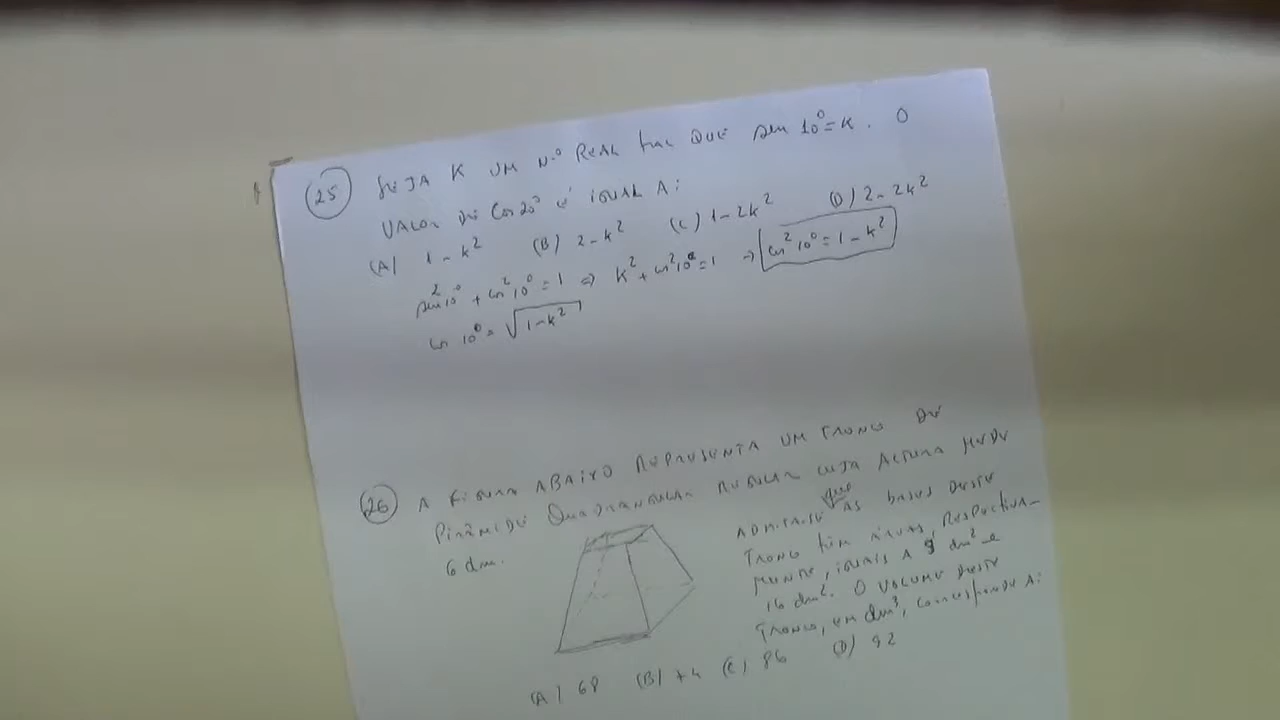 25 SEJA K UM Nº REAL TAL QUE sen 10° = K. O
VALOR DE Cos 20° É IGUAL A:
(A) 1 - k² (B) 2 - k² (C) 1 - 2k² (D) 2 - 2k²
sen²10° + cos²10° = 1 ⇒ k² + cos²10° = 1 ⇒ cos²10° = 1 - k²
cos 10° = √1 - k²
26 A FIGURA ABAIXO REPRESENTA UM TRONCO DE
PIRÂMIDE QUADRANGULAR REGULAR CUJA ALTURA MEDE
6 dm.
ADMITA-SE que AS BASES DESTE
TRONCO TÊM ÁREAS, RESPECTIVA-
MENTE, IGUAIS A 9 dm² e
16 dm². O VOLUME DESTE
TRONCO, EM dm³, CORRESPONDE A:
(A) 68 (B) 74 (C) 86 (D) 92